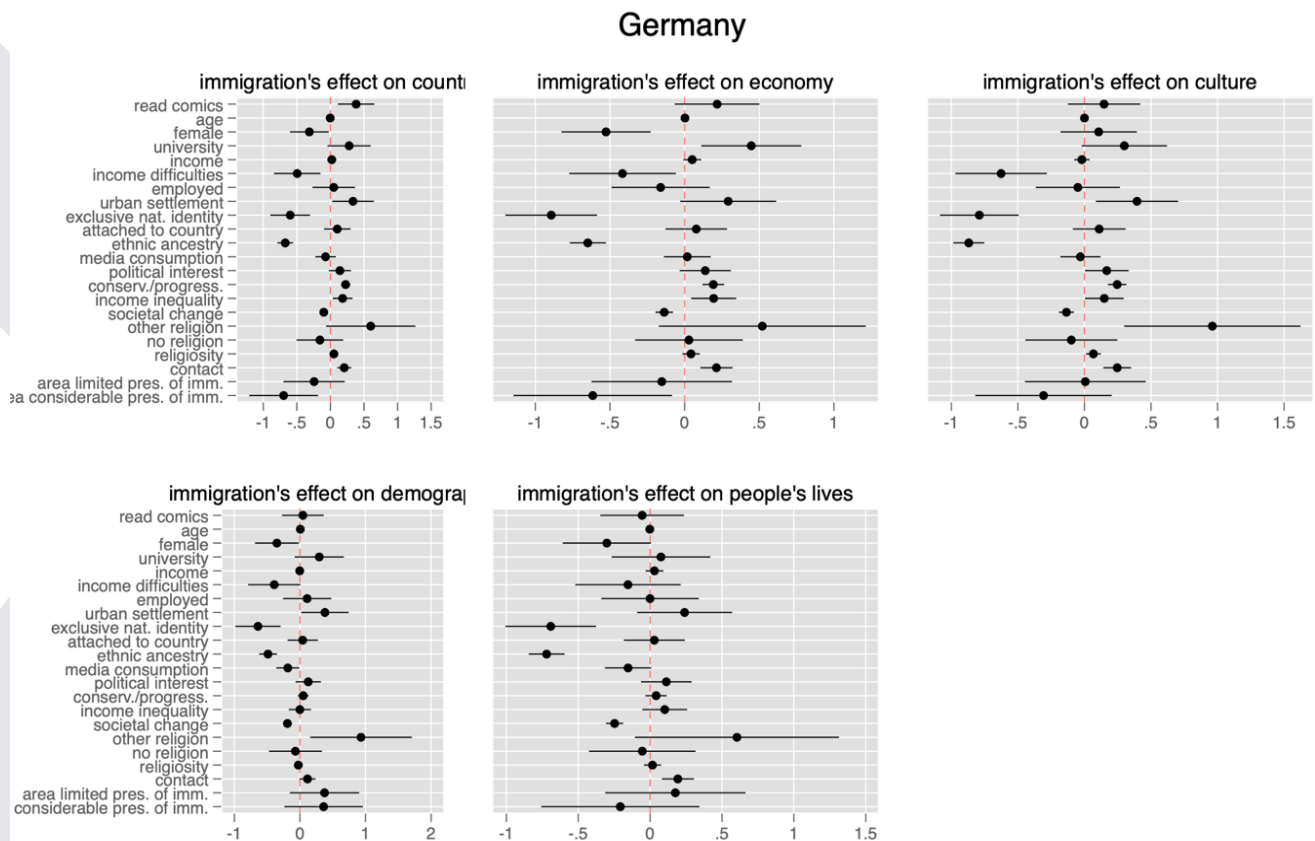 Germany
immigration's effect on countr
immigration's effect on economy
immigration's effect on culture
read comics
age
female
university
income
income difficulties
employed
urban settlement
exclusive nat. identity
attached to country
ethnic ancestry
media consumption
political interest
conserv./progress.
income inequality
societal change
other religion
no religion
religiosity
contact
area limited pres. of imm.
ea considerable pres. of imm.
-1 -.5 0 .5 1 1.5
-1 -.5 0 .5 1
-1 -.5 0 .5 1 1.5
immigration's effect on demograp
immigration's effect on people's lives
read comics
age
female
university
income
income difficulties
employed
urban settlement
exclusive nat. identity
attached to country
ethnic ancestry
media consumption
political interest
conserv./progress.
income inequality
societal change
other religion
no religion
religiosity
contact
area limited pres. of imm.
considerable pres. of imm.
-1 0 1 2
-1 -.5 0 .5 1 1.5